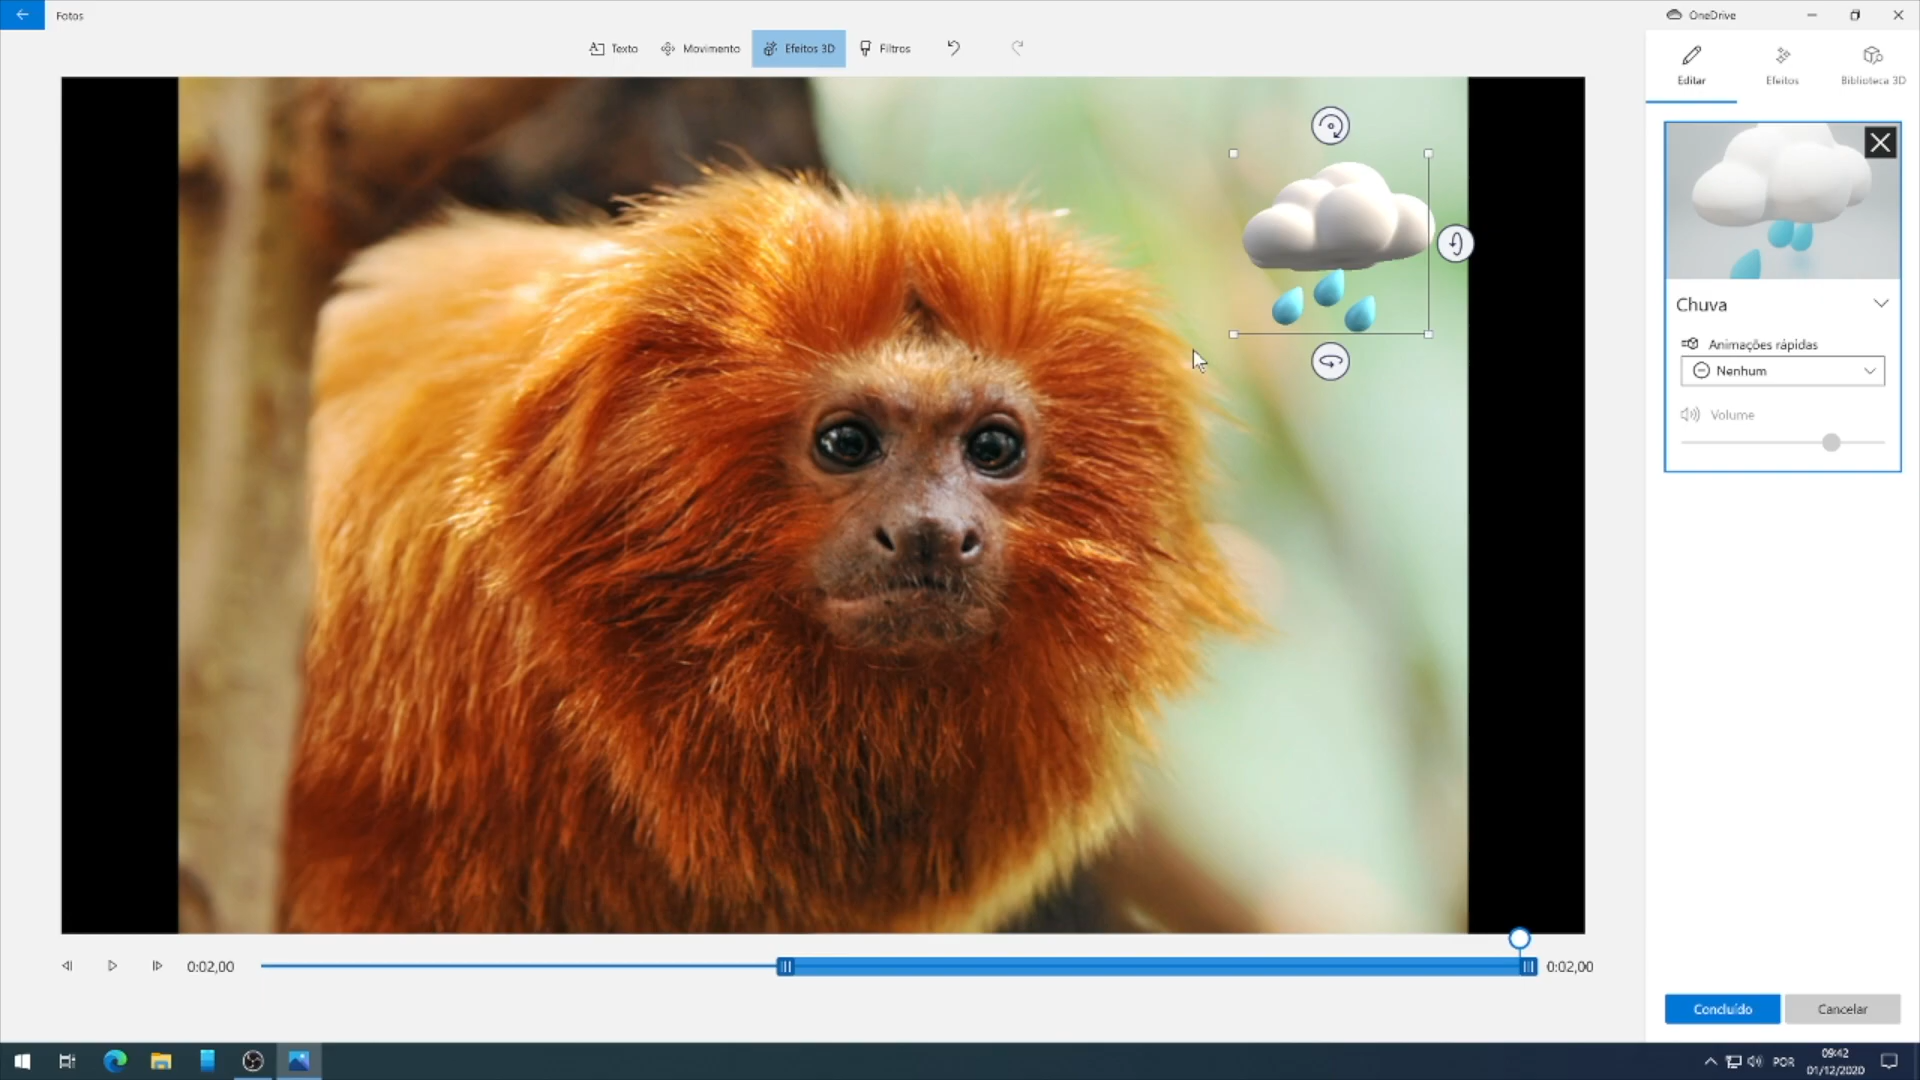 Fotos
OneDrive
Texto
Movimento
Efeitos 3D
Filtros
Editar
Efeitos
Biblioteca 3D
Chuva
Animações rápidas
Nenhum
Volume
0:02,00
0:02,00
Concluído
Cancelar
POR
09:42
01/12/2020